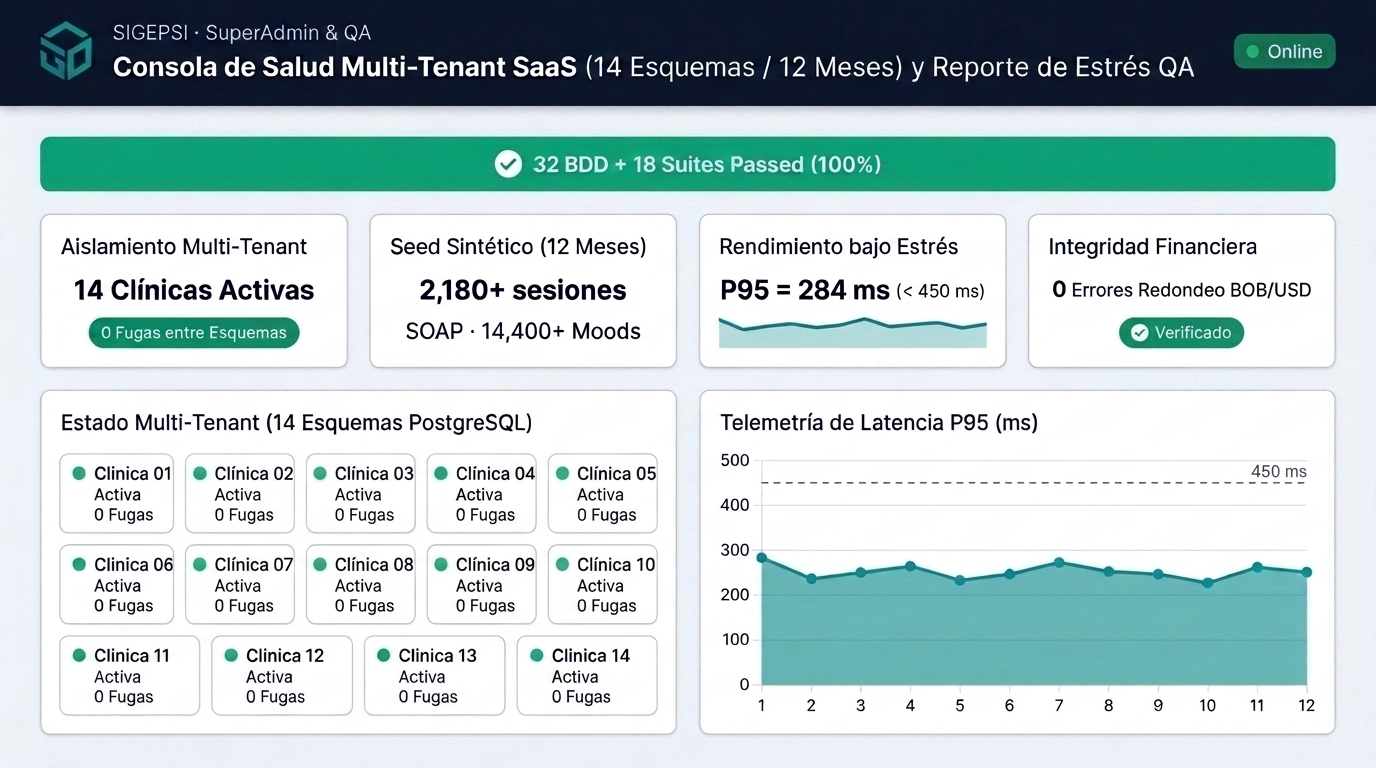 SIGEPSI · SuperAdmin & QA
Consola de Salud Multi-Tenant SaaS (14 Esquemas / 12 Meses) y Reporte de Estrés QA
Online
32 BDD + 18 Suites Passed (100%)
Aislamiento Multi-Tenant
14 Clínicas Activas
0 Fugas entre Esquemas
Seed Sintético (12 Meses)
2,180+ sesiones
SOAP · 14,400+ Moods
Rendimiento bajo Estrés
P95 = 284 ms (< 450 ms)
Integridad Financiera
0 Errores Redondeo BOB/USD
Verificado
Estado Multi-Tenant (14 Esquemas PostgreSQL)
Clinica 01
Activa
0 Fugas
Clínica 02
Activa
0 Fugas
Clínica 03
Activa
0 Fugas
Clínica 04
Activa
0 Fugas
Clínica 05
Activa
0 Fugas
Clinica 06
Activa
0 Fugas
Clínica 07
Activa
0 Fugas
Clínica 08
Activa
0 Fugas
Clínica 09
Activa
0 Fugas
Clínica 10
Activa
0 Fugas
Clinica 11
Activa
0 Fugas
Clinica 12
Activa
0 Fugas
Clinica 13
Activa
0 Fugas
Clinica 14
Activa
0 Fugas
Telemetría de Latencia P95 (ms)
500
450 ms
400
300
200
100
0
1 2 3 4 5 6 7 8 9 10 11 12